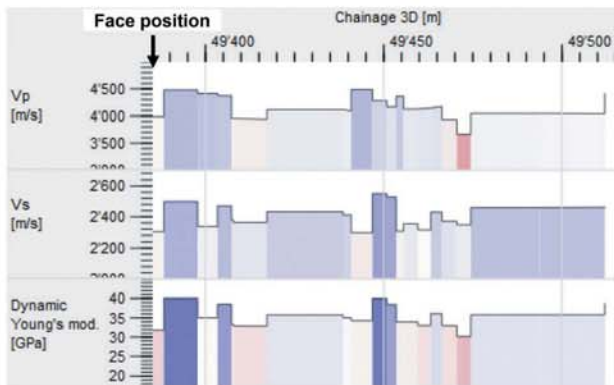 Face position
Chainage 3D [m]
49'400
49'450
49'500
Vp
[m/s]
4'500
4'000
3'500
Vs
[m/s]
2'600
2'400
2'200
Dynamic
Young's mod.
[GPa]
40
35
30
25
20